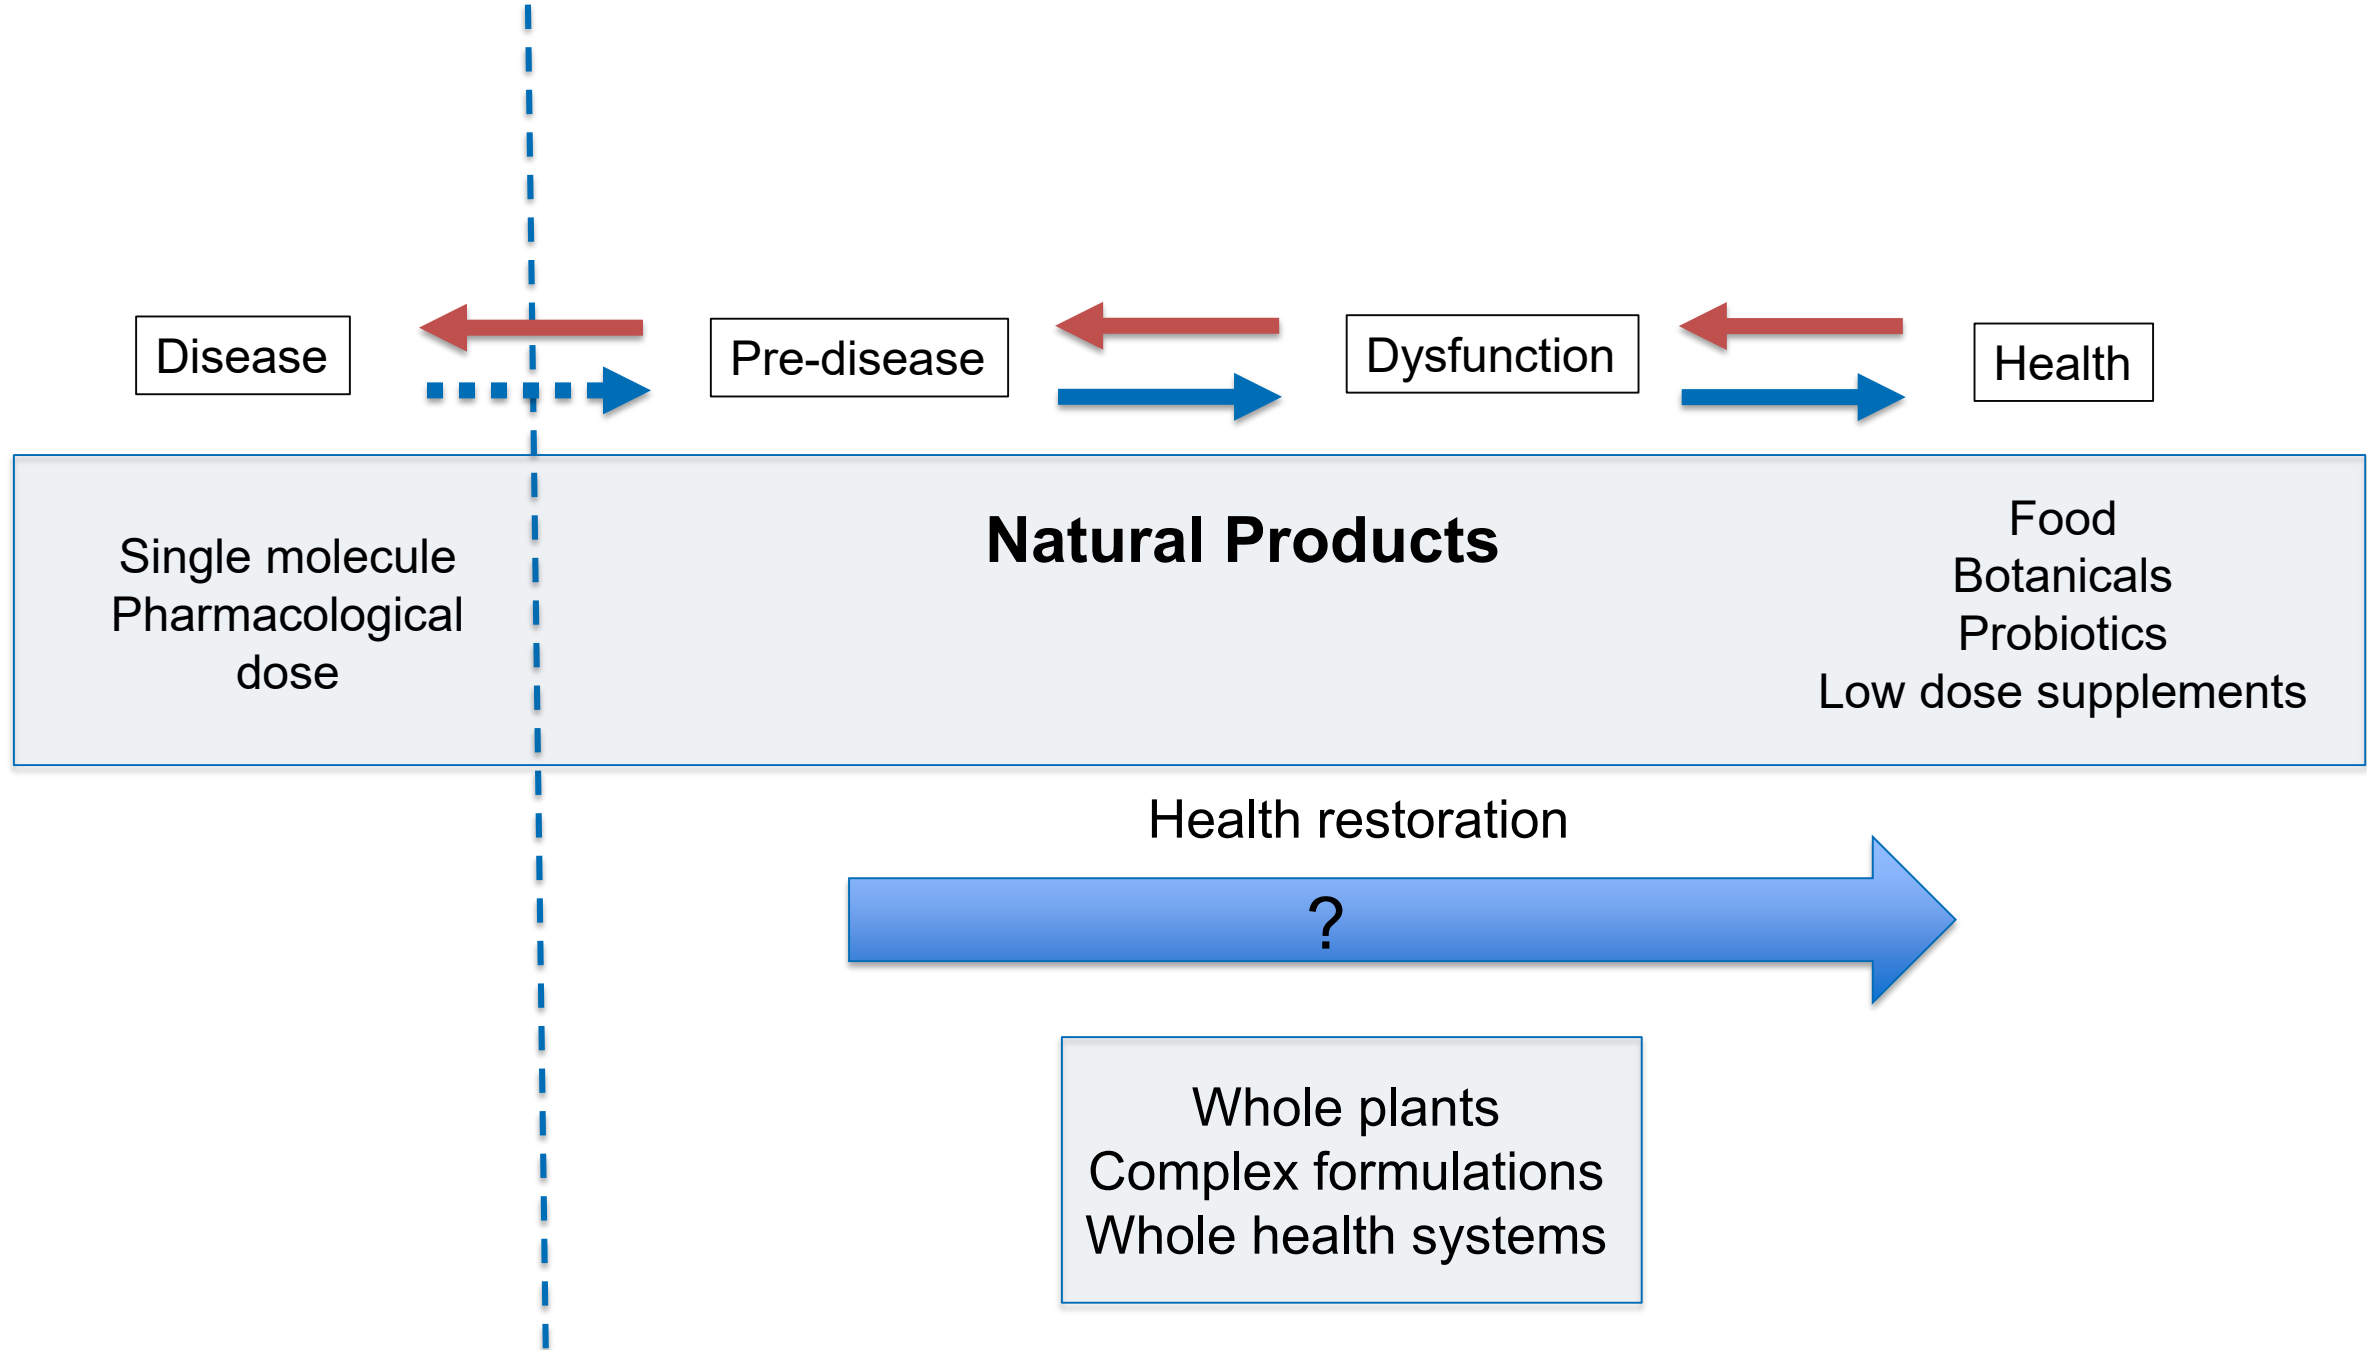 Disease
Pre-disease
Dysfunction
Health
Single molecule
Pharmacological
dose
Natural Products
Food
Botanicals
Probiotics
Low dose supplements
Health restoration
?
Whole plants
Complex formulations
Whole health systems